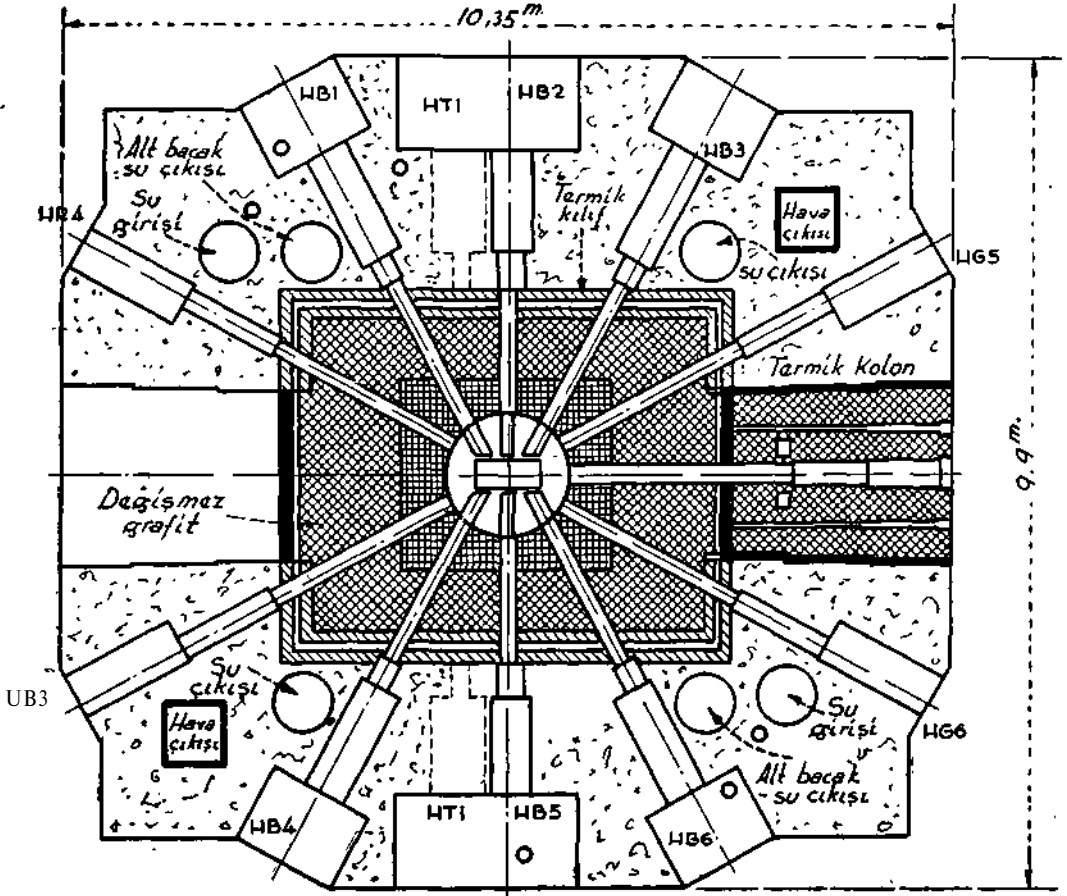 10,35 m.
HB1
HT1
HB2
HB3
Alt bacak
su çıkışı
Su
girişi
HR4
Termik
kılıf
Hava
çıkısı
su çıkışı
HG5
Termik Kolon
9.9 m.
Değişmez
grafit
UB3
Su
çıkışı
Hava
çıkışı
Su
girişi
HG6
Alt bacak
su çıkışı
HB4
HT1
HB5
HB6